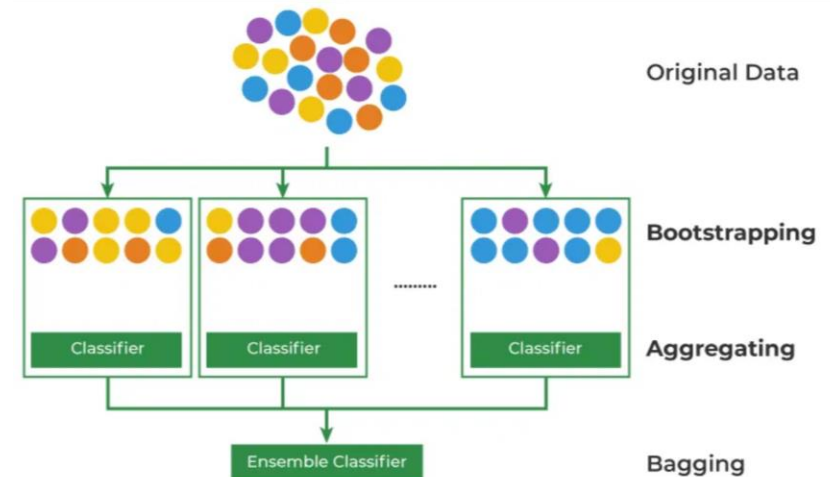 Original Data
Bootstrapping
.........
Classifier
Classifier
Classifier
Aggregating
Ensemble Classifier
Bagging